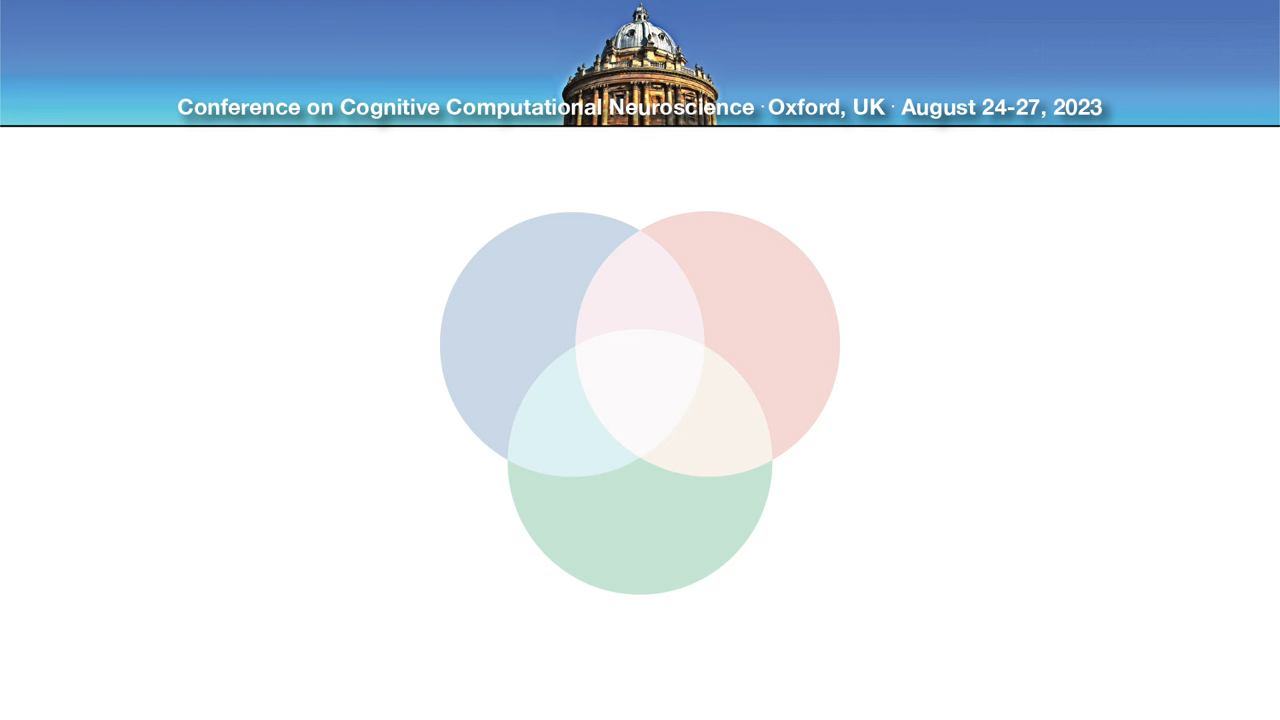 Conference on Cognitive Computational Neuroscience · Oxford, UK · August 24-27, 2023